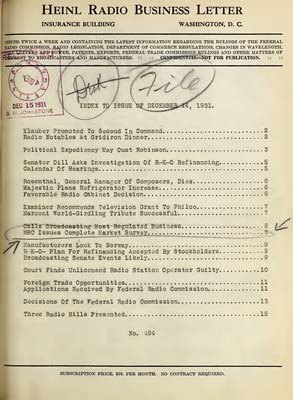 HEINL RADIO BUSINESS LETTER
INSURANCE BUILDING WASHINGTON, D. C.
ISSUED TWICE A WEEK AND CONTAINING THE LATEST INFORMATION REGARDING THE RULINGS OF THE FEDERAL
RADIO COMMISSION, RADIO LEGISLATION, DEPARTMENT OF COMMERCE REGULATIONS, CHANGES IN WAVELENGTH,
CALL LETTERS AND POWER, PATENTS, REPORTS, FEDERAL TRADE COMMISSION RULINGS AND OTHER MATTERS OF
INTEREST TO BROADCASTERS AND MANUFACTURERS. :: :: CONFIDENTIAL—NOT FOR PUBLICATION. :: ::
File
DEC 15 1931
INDEX TO ISSUE OF DECEMBER 14, 1931.
Klauber Promoted To Second In Command 2
Radio Notables At Gridiron Dinner 2
Political Expediency May Oust Robinson 3
Senator Dill Asks Investigation Of R-K-O Refinancing 5
Calendar Of Hearings 5
Rosenthal, General Manager Of Composers, Dies 6
Majestic Plans Refrigerator Increase 6
Favorable Radio Cabinet Decision 6
Examiner Recommends Television Grant To Philco 7
Marconi World-Girdling Tribute Successful 7
Calls Broadcasting Most Regulated Business 8
NBC Issues Complete Market Survey
Manufacturers Look To Norway 9
R-K-O- Plan For Refinancing Accepted By Stockholders 9
Broadcasting Senate Events Likely 9
Court Finds Unlicensed Radio Station Operator Guilty 10
Foreign Trade Opportunities 11
Applications Received By Federal Radio Commission 11
Decisions Of The Federal Radio Commission 13
Three Radio Bills Presented 15
No. 494
SUBSCRIPTION PRICE, $10. PER MONTH. NO CONTRACT REQUIRED.